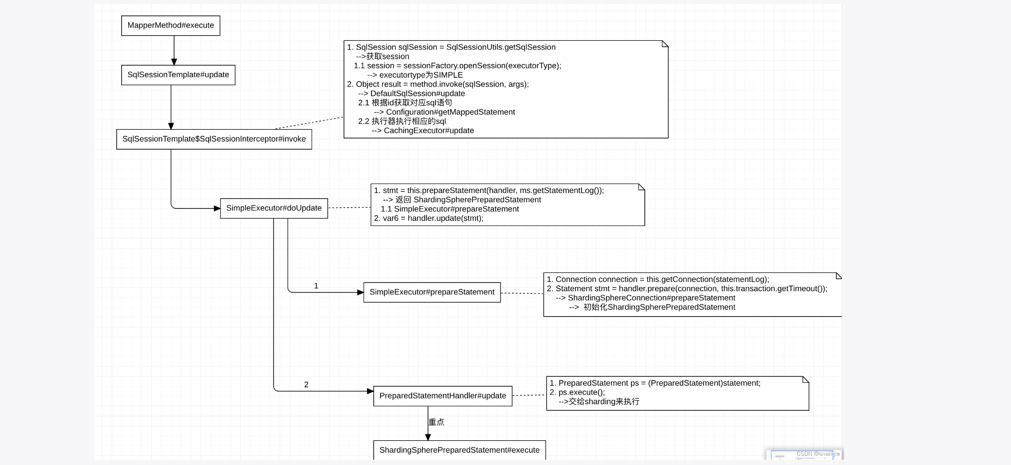 MapperMethod#execute
SqlSessionTemplate#update
SqlSessionTemplate$SqlSessionInterceptor#invoke
1. SqlSession sqlSession = SqlSessionUtils.getSqlSession
-->获取session
1.1 session = sessionFactory.openSession(executorType);
--> executortype为SIMPLE
2. Object result = method.invoke(sqlSession, args);
--> DefaultSqlSession#update
2.1 根据id获取对应sql语句
--> Configuration#getMappedStatement
2.2 执行器执行相应的sql
--> CachingExecutor#update
SimpleExecutor#doUpdate
1. stmt = this.prepareStatement(handler, ms.getStatementLog());
--> 返回 ShardingSpherePreparedStatement
1.1 SimpleExecutor#prepareStatement
2. var6 = handler.update(stmt);
1
SimpleExecutor#prepareStatement
1. Connection connection = this.getConnection(statementLog);
2. Statement stmt = handler.prepare(connection, this.transaction.getTimeout());
--> ShardingSphereConnection#prepareStatement
--> 初始化ShardingSpherePreparedStatement
2
PreparedStatementHandler#update
1. PreparedStatement ps = (PreparedStatement)statement;
2. ps.execute();
-->交给sharding来执行
重点
ShardingSpherePreparedStatement#execute